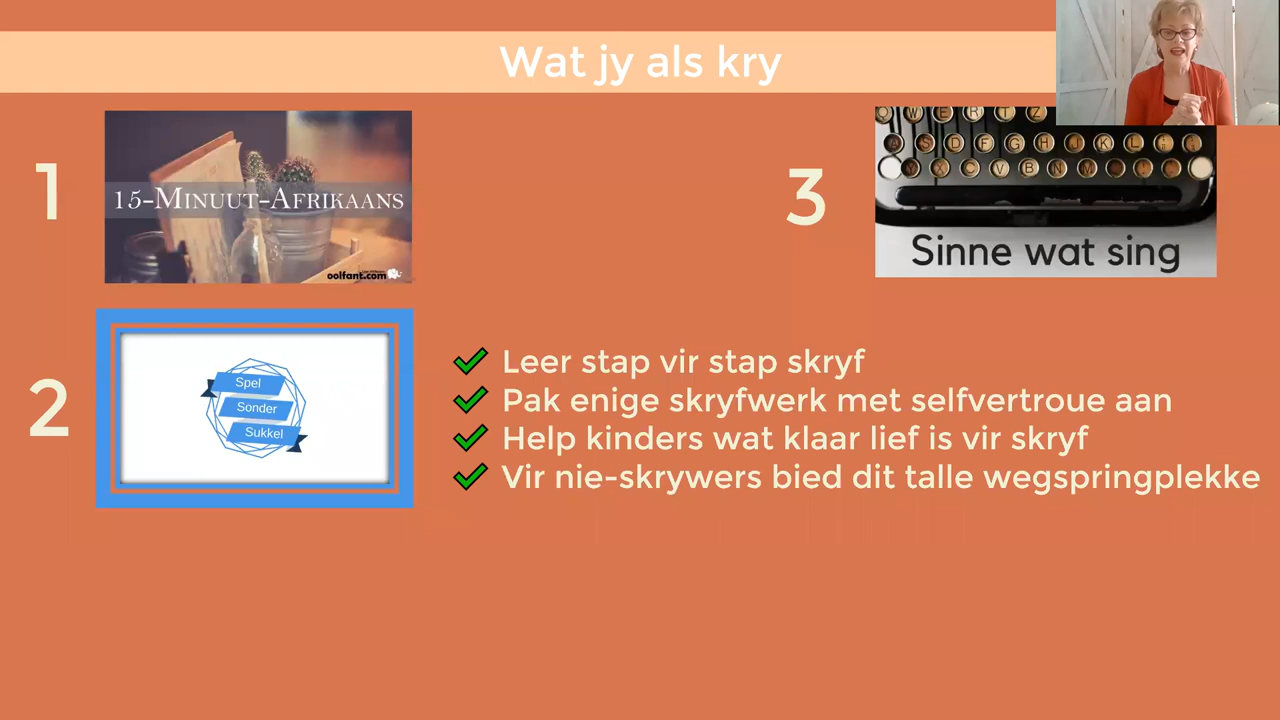 Wat jy als kry
1
15-Minuut-Afrikaans
oolfant.com
2
Spel
Sonder
Sukkel
3
Q W E R T Z
A S D F G H J K L
Y X C V B N M
Sinne wat sing
Leer stap vir stap skryf
Pak enige skryfwerk met selfvertroue aan
Help kinders wat klaar lief is vir skryf
Vir nie-skrywers bied dit talle wegspringplekke